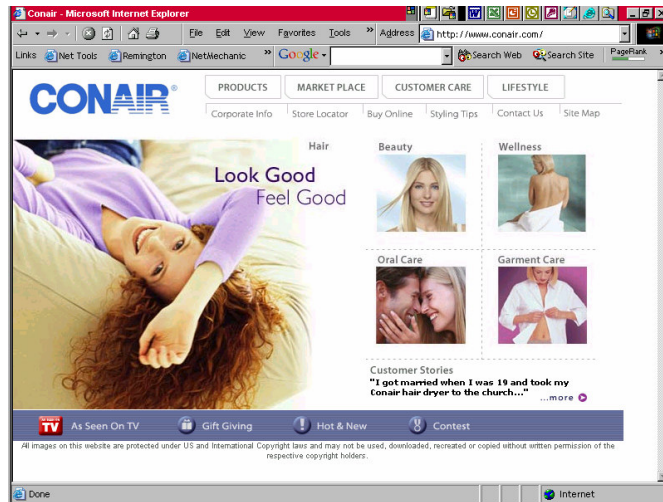 Conair - Microsoft Internet Explorer
File Edit View Favorites Tools » Address http://www.conair.com/
Links Net Tools Remington NetMechanic » Google Search Web Search Site PageRank »
CONAIR®
PRODUCTS MARKET PLACE CUSTOMER CARE LIFESTYLE
Corporate Info Store Locator Buy Online Styling Tips Contact Us Site Map
Hair Beauty Wellness
Look Good
Feel Good
Oral Care Garment Care
Customer Stories
"I got married when I was 19 and took my
Conair hair dryer to the church..."
...more
TV As Seen On TV Gift Giving Hot & New Contest
All images on this website are protected under US and International Copyright laws and may not be used, downloaded, recreated or copied without written permission of the
respective copyright holders.
Done Internet